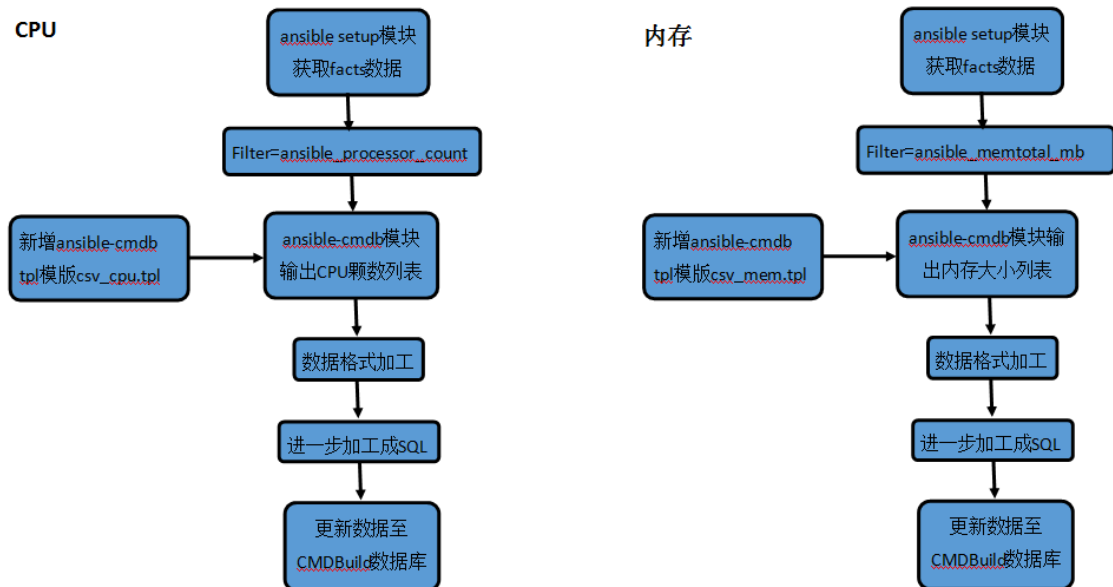 CPU
ansible setup模块
获取facts数据
Filter=ansible_processor_count
新增ansible-cmdb
tpl模版csv_cpu.tpl
ansible-cmdb模块
输出CPU颗数列表
数据格式加工
进一步加工成SQL
更新数据至
CMDBuild数据库
内存
ansible setup模块
获取facts数据
Filter=ansible_memtotal_mb
新增ansible-cmdb
tpl模版csv_mem.tpl
ansible-cmdb模块输
出内存大小列表
数据格式加工
进一步加工成SQL
更新数据至
CMDBuild数据库